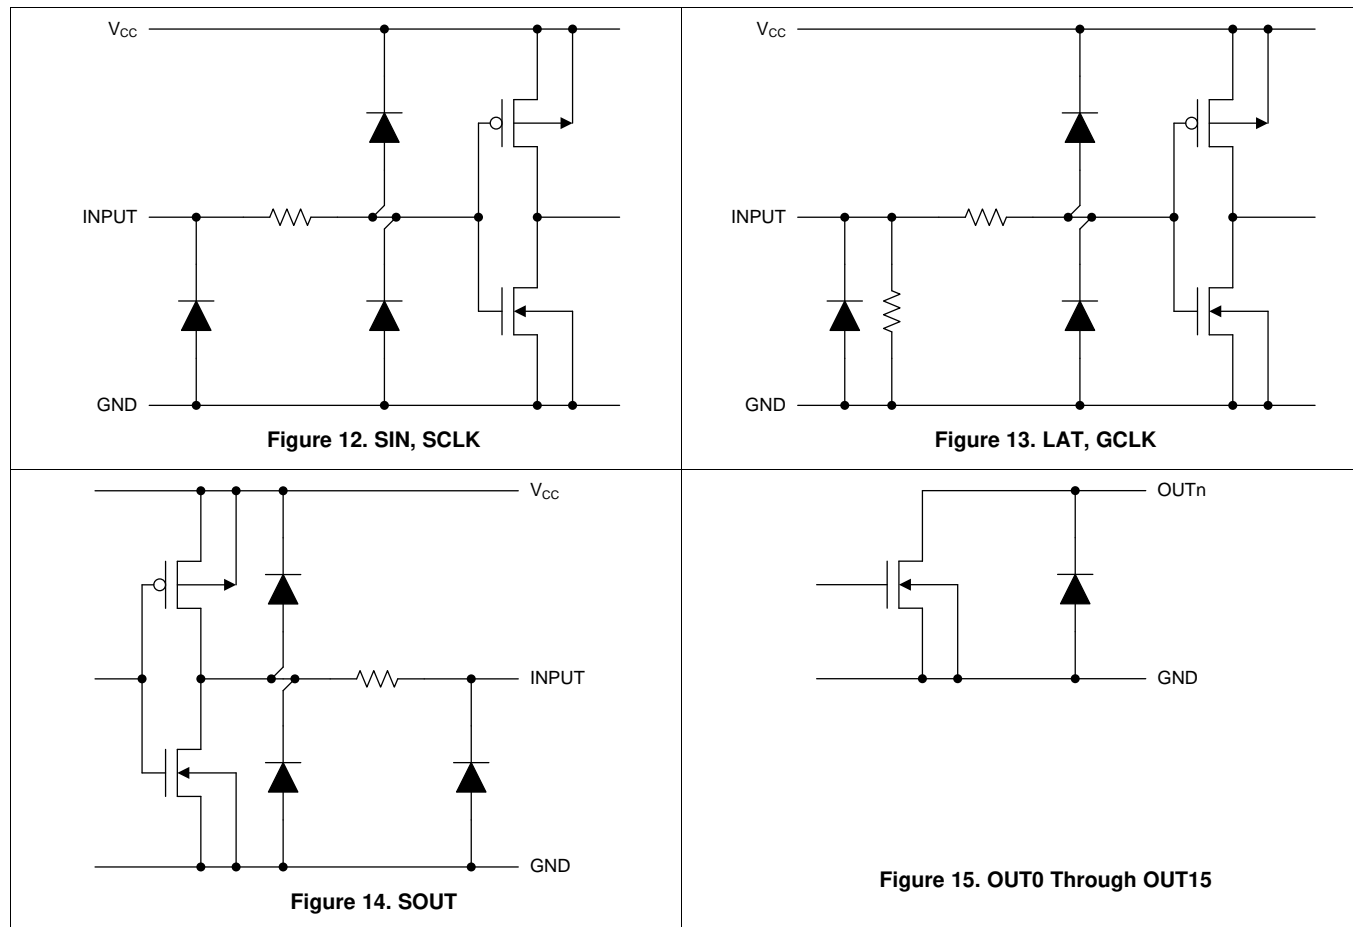 VCC
INPUT
GND
Figure 12. SIN, SCLK
VCC
INPUT
GND
Figure 13. LAT, GCLK
VCC
INPUT
GND
Figure 14. SOUT
OUTn
GND
Figure 15. OUT0 Through OUT15